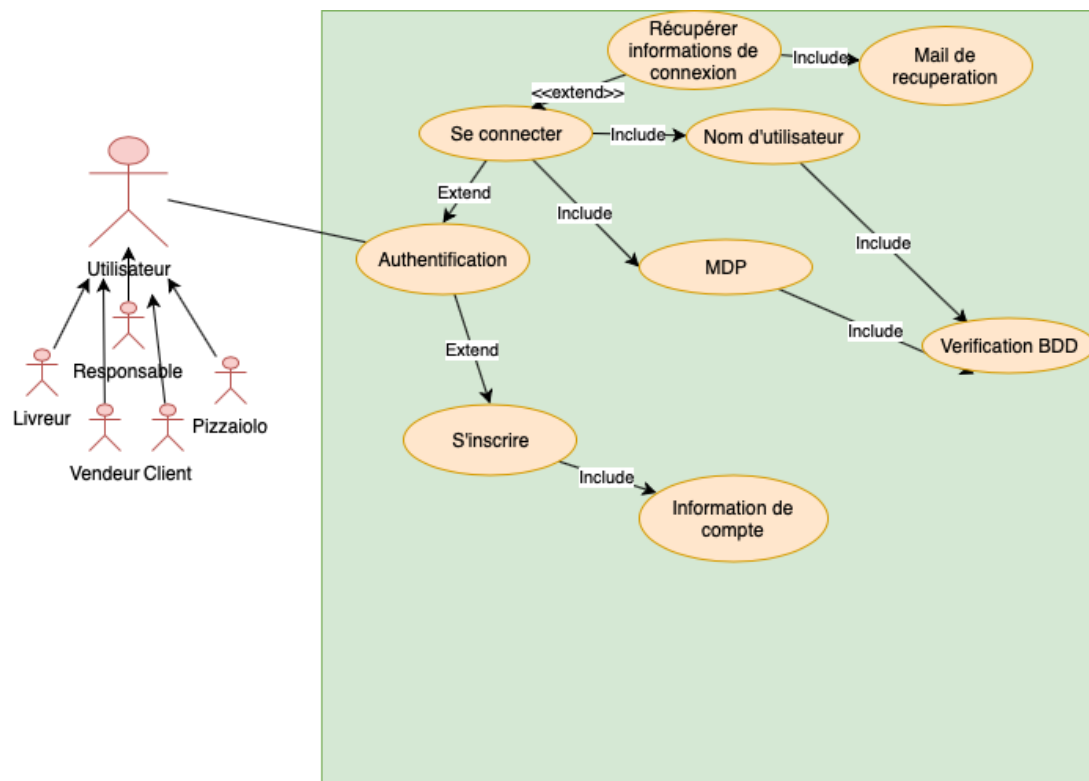 Récupérer
informations de
connexion
Include
Mail de
recuperation
<<extend>>
Se connecter
Include
Nom d'utilisateur
Extend
Include
Include
Authentification
MDP
Utilisateur
Include
Verification BDD
Extend
Responsable
Livreur
Pizzaiolo
Vendeur
Client
S'inscrire
Include
Information de
compte